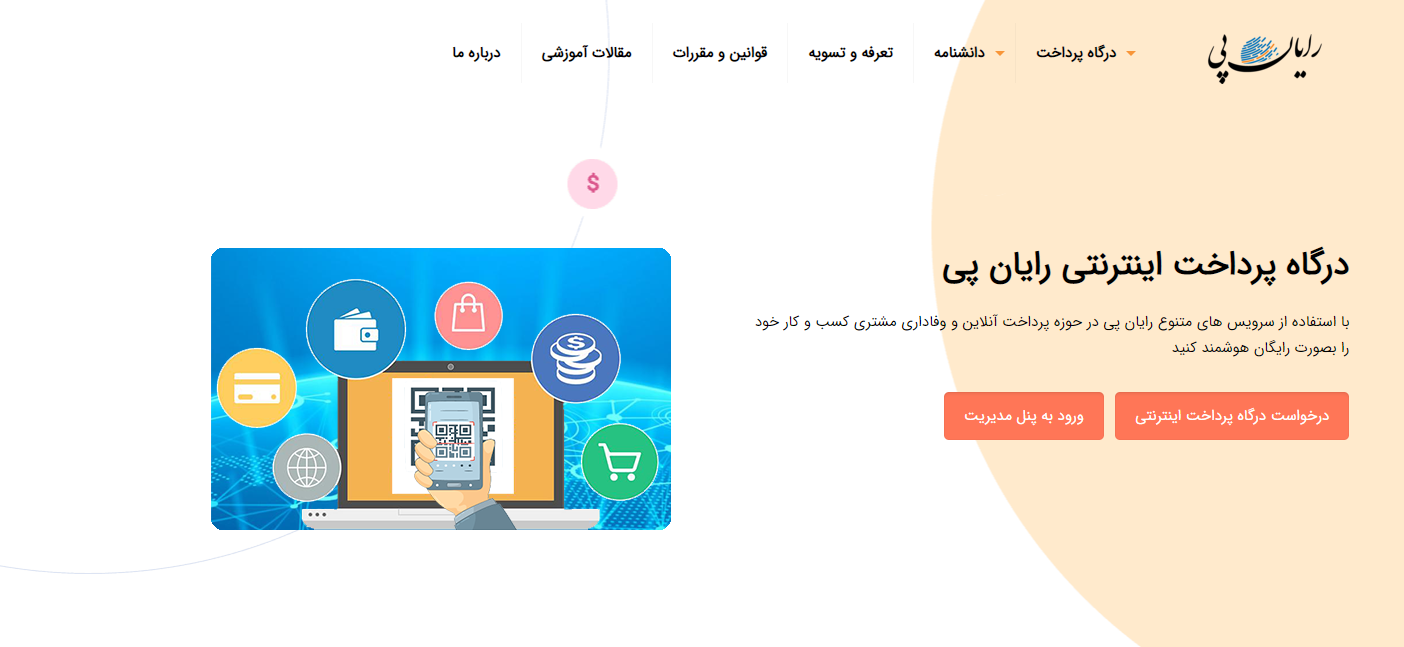 رایان پی
درگاه پرداخت
دانشنامه
تعرفه و تسویه
قوانین و مقررات
مقالات آموزشی
درباره ما
$
درگاه پرداخت اینترنتی رایان پی
با استفاده از سرویس های متنوع رایان پی در حوزه پرداخت آنلاین و وفاداری مشتری کسب و کار خود
را بصورت رایگان هوشمند کنید
درخواست درگاه پرداخت اینترنتی
ورود به پنل مدیریت
$